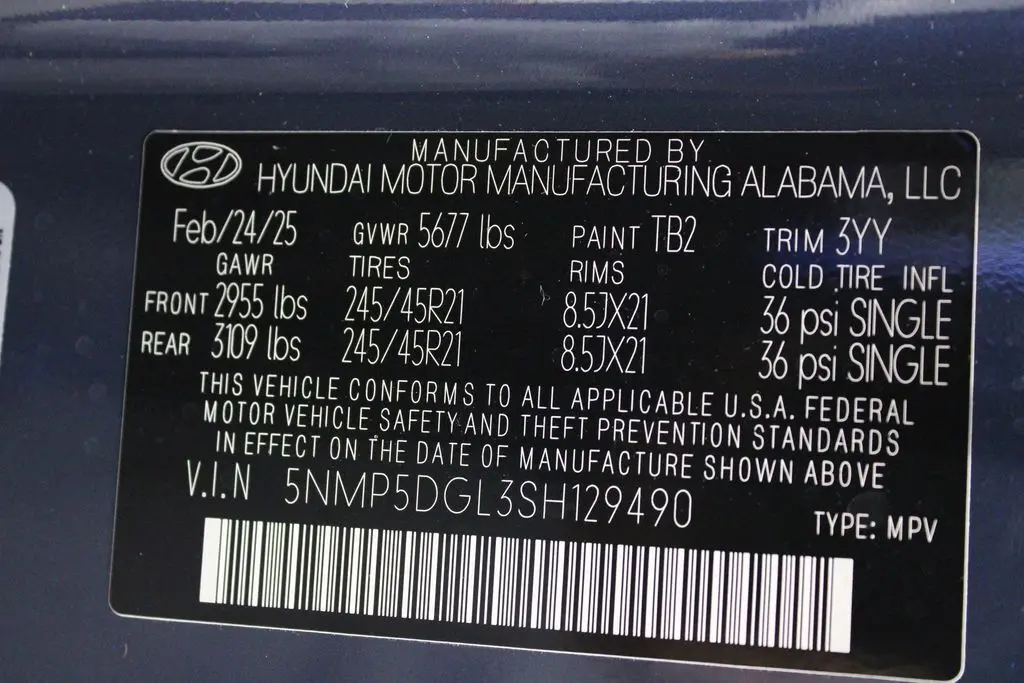 MANUFACTURED BY
HYUNDAI MOTOR MANUFACTURING ALABAMA, LLC
Feb/24/25 GVWR 5677 lbs PAINT TB2 TRIM 3YY
GAWR TIRES RIMS COLD TIRE INFL
FRONT 2955 lbs 245/45R21 8.5JX21 36 psi SINGLE
REAR 3109 lbs 245/45R21 8.5JX21 36 psi SINGLE
THIS VEHICLE CONFORMS TO ALL APPLICABLE U.S.A. FEDERAL
MOTOR VEHICLE SAFETY AND THEFT PREVENTION STANDARDS
IN EFFECT ON THE DATE OF MANUFACTURE SHOWN ABOVE
V.I.N 5NMP5DGL3SH129490
TYPE: MPV